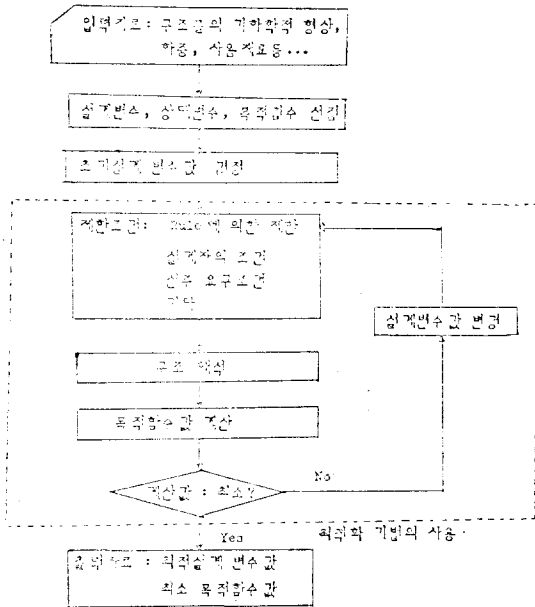 입력자료: 구조물의 기하학적 형상,
하중, 사용재료등...
설계변수, 상태변수, 목적함수 선정
초기설계 변수값 결정
제한조건: Rule에 의한 제한
설계자의 조건
선주 요구조건
기타
설계변수값 변경
구조 해석
목적함수값 계산
계산값 : 최소?
No
최적화 기법의 사용
Yes
출력자료 : 최적설계 변수값
최소 목적함수값